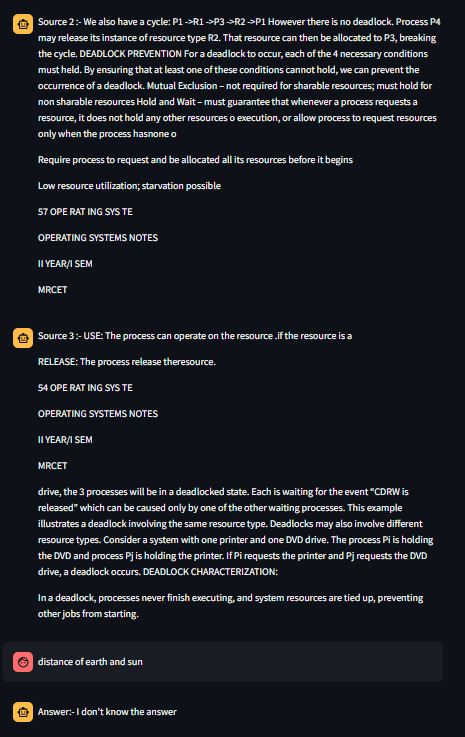 Source 2 :- We also have a cycle: P1 ->R1 ->P3 ->R2 ->P1 However there is no deadlock. Process P4
may release its instance of resource type R2. That resource can then be allocated to P3, breaking
the cycle. DEADLOCK PREVENTION For a deadlock to occur, each of the 4 necessary conditions
must held. By ensuring that at least one of these conditions cannot hold, we can prevent the
occurrence of a deadlock. Mutual Exclusion – not required for sharable resources; must hold for
non sharable resources Hold and Wait – must guarantee that whenever a process requests a
resource, it does not hold any other resources o execution, or allow process to request resources
only when the process hasnone o
Require process to request and be allocated all its resources before it begins
Low resource utilization; starvation possible
57 OPE RAT ING SYS TE
OPERATING SYSTEMS NOTES
II YEAR/I SEM
MRCET
Source 3 :- USE: The process can operate on the resource .if the resource is a
RELEASE: The process release theresource.
54 OPE RAT ING SYS TE
OPERATING SYSTEMS NOTES
II YEAR/I SEM
MRCET
drive, the 3 processes will be in a deadlocked state. Each is waiting for the event “CDRW is
released” which can be caused only by one of the other waiting processes. This example
illustrates a deadlock involving the same resource type. Deadlocks may also involve different
resource types. Consider a system with one printer and one DVD drive. The process Pi is holding
the DVD and process Pj is holding the printer. If Pi requests the printer and Pj requests the DVD
drive, a deadlock occurs. DEADLOCK CHARACTERIZATION:
In a deadlock, processes never finish executing, and system resources are tied up, preventing
other jobs from starting.
distance of earth and sun
Answer:- I don't know the answer